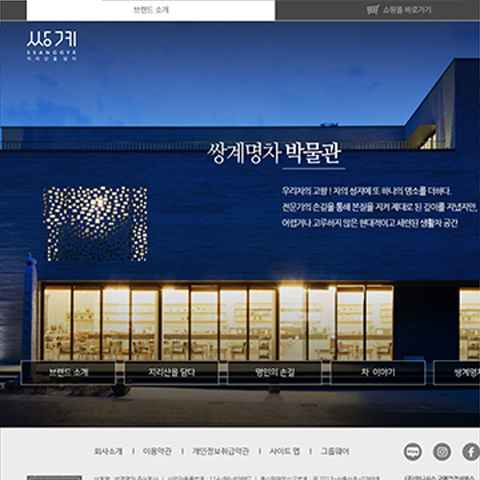 브랜드 소개
쇼핑몰 바로가기
쌍계
SSANGGYE
지리산을 담다
쌍계명차 박물관
우리차의 고향! 차의 성지에 또 하나의 명소를 더하다.
전문가의 손길을 통해 본질을 지켜 제대로 된 깊이를 지녔지만,
어렵거나 고루하지 않은 현대적이고 세련된 생활차 공간
브랜드 소개
지리산을 담다
명인의 손길
차 이야기
쌍계명차
회사소개 | 이용약관 | 개인정보취급약관 | 사이트 맵 | 그룹웨어